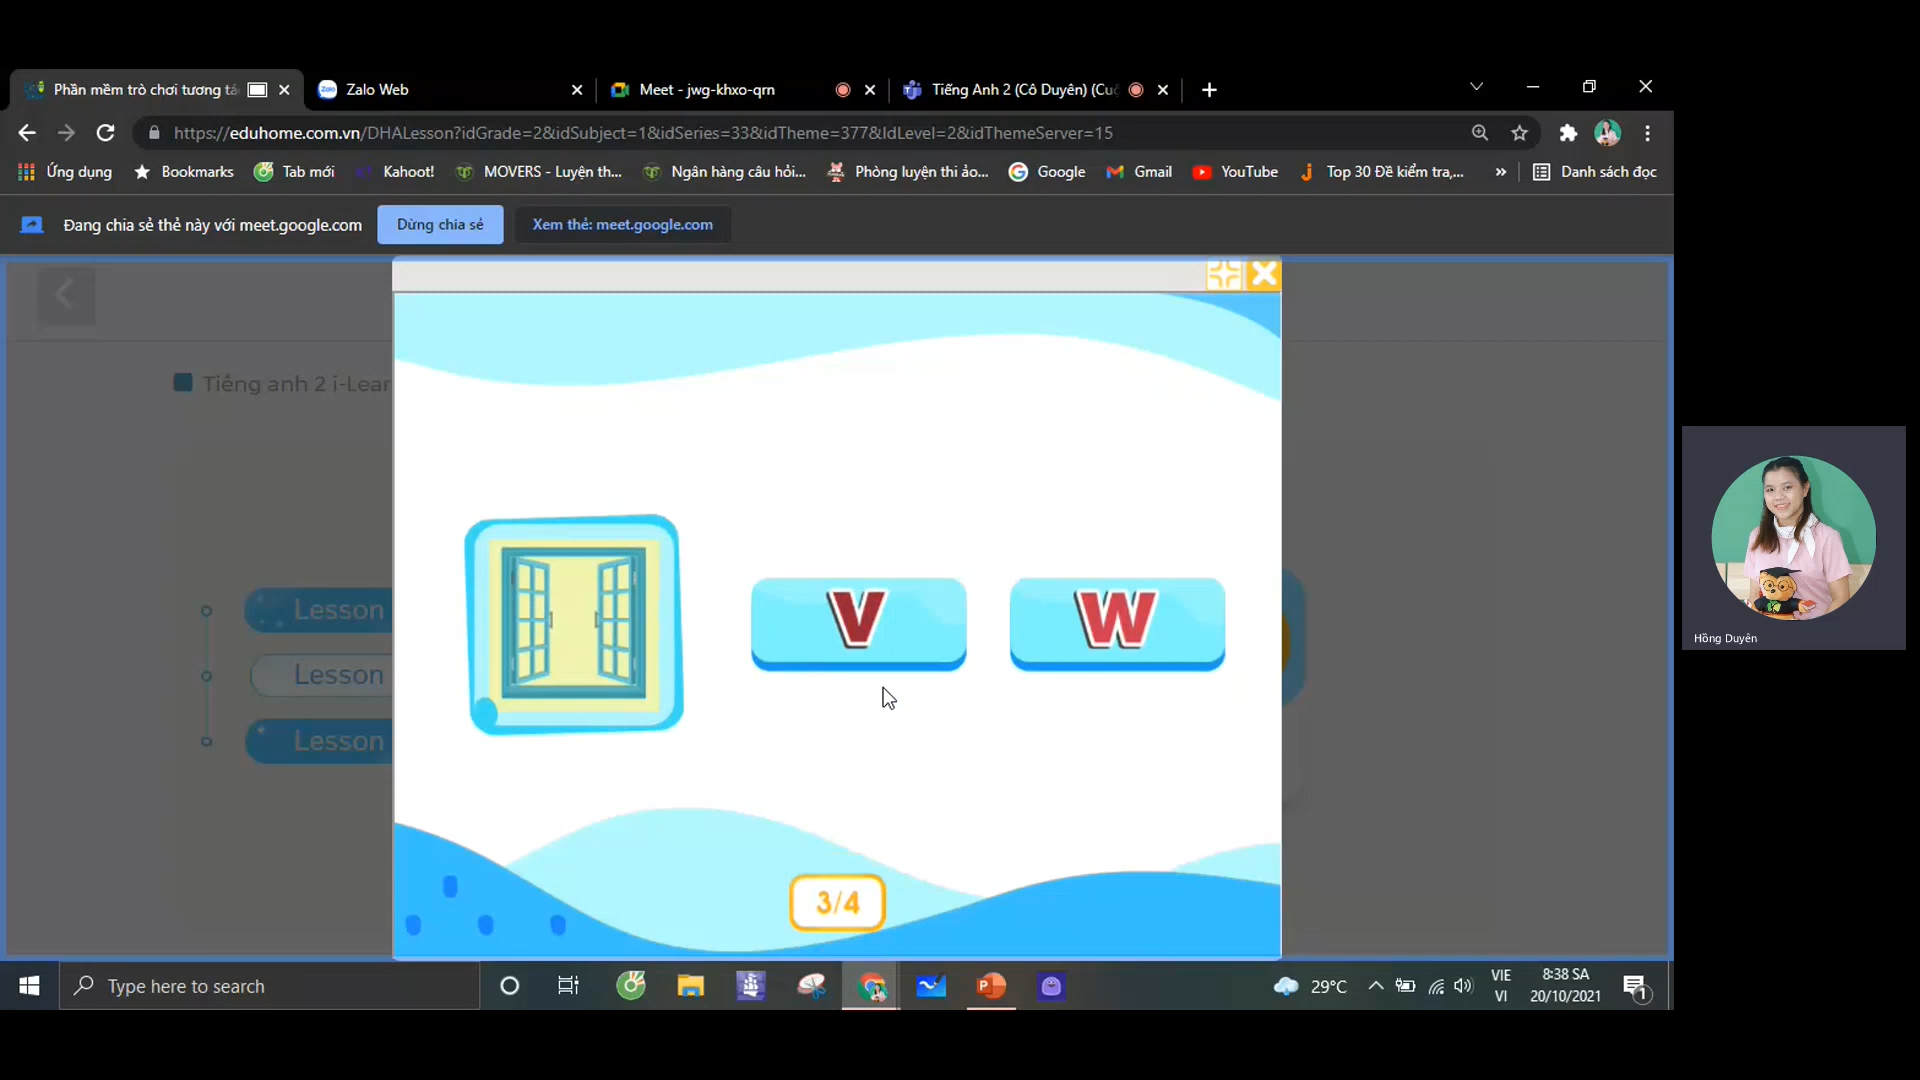 Phần mềm trò chơi tương tá
Zalo Web
Meet - jwg-khxo-qrn
Tiếng Anh 2 (Cô Duyên) (Cuộ
https://eduhome.com.vn/DHALesson?idGrade=2&idSubject=1&idSeries=33&idTheme=377&IdLevel=2&idThemeServer=15
Ứng dụng
Bookmarks
Tab mới
Kahoot!
MOVERS - Luyện th...
Ngân hàng câu hỏi...
Phòng luyện thi ảo...
Google
Gmail
YouTube
Top 30 Đề kiểm tra,...
»
Danh sách đọc
Đang chia sẻ thẻ này với meet.google.com
Dừng chia sẻ
Xem thẻ: meet.google.com
Tiếng anh 2 i-Lear
Lesson
Lesson
Lesson
V
W
3/4
Hồng Duyên
Type here to search
29°C
VIE
VI
8:38 SA
20/10/2021
1